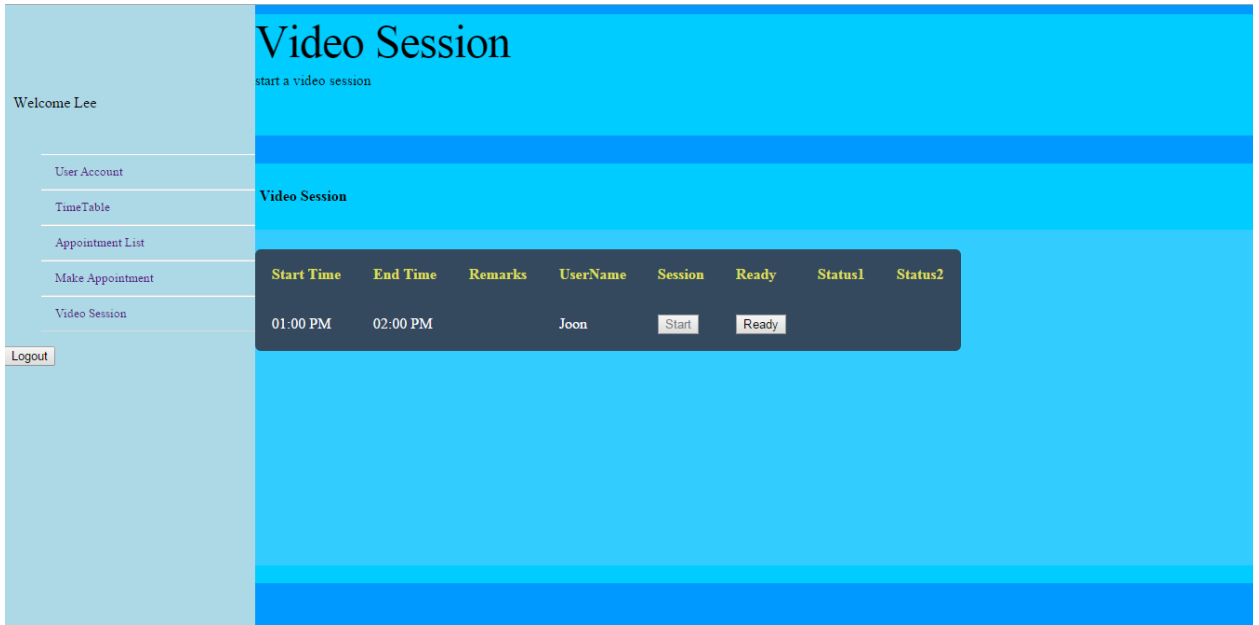 Video Session
start a video session
Welcome Lee
User Account
TimeTable
Appointment List
Make Appointment
Video Session
Logout
Video Session
Start Time End Time Remarks UserName Session Ready Status1 Status2
01:00 PM 02:00 PM Joon Start Ready